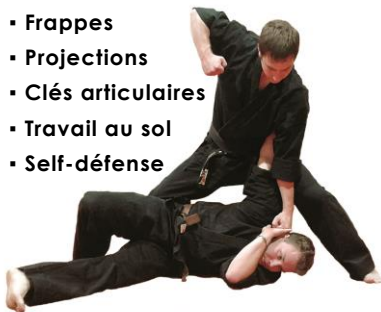 ▪ Frappes
▪ Projections
▪ Clés articulaires
▪ Travail au sol
▪ Self-défense